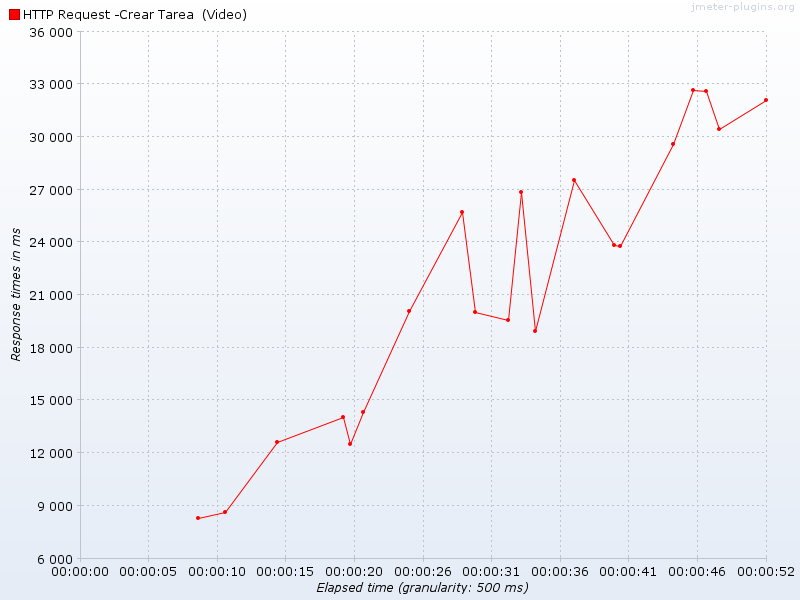 jmeter-plugins.org
HTTP Request -Crear Tarea  (Video)
36 000
33 000
30 000
27 000
24 000
21 000
18 000
15 000
12 000
9 000
6 000
Response times in ms
00:00:00 00:00:05 00:00:10 00:00:15 00:00:20 00:00:26 00:00:31 00:00:36 00:00:41 00:00:46 00:00:52
Elapsed time (granularity: 500 ms)